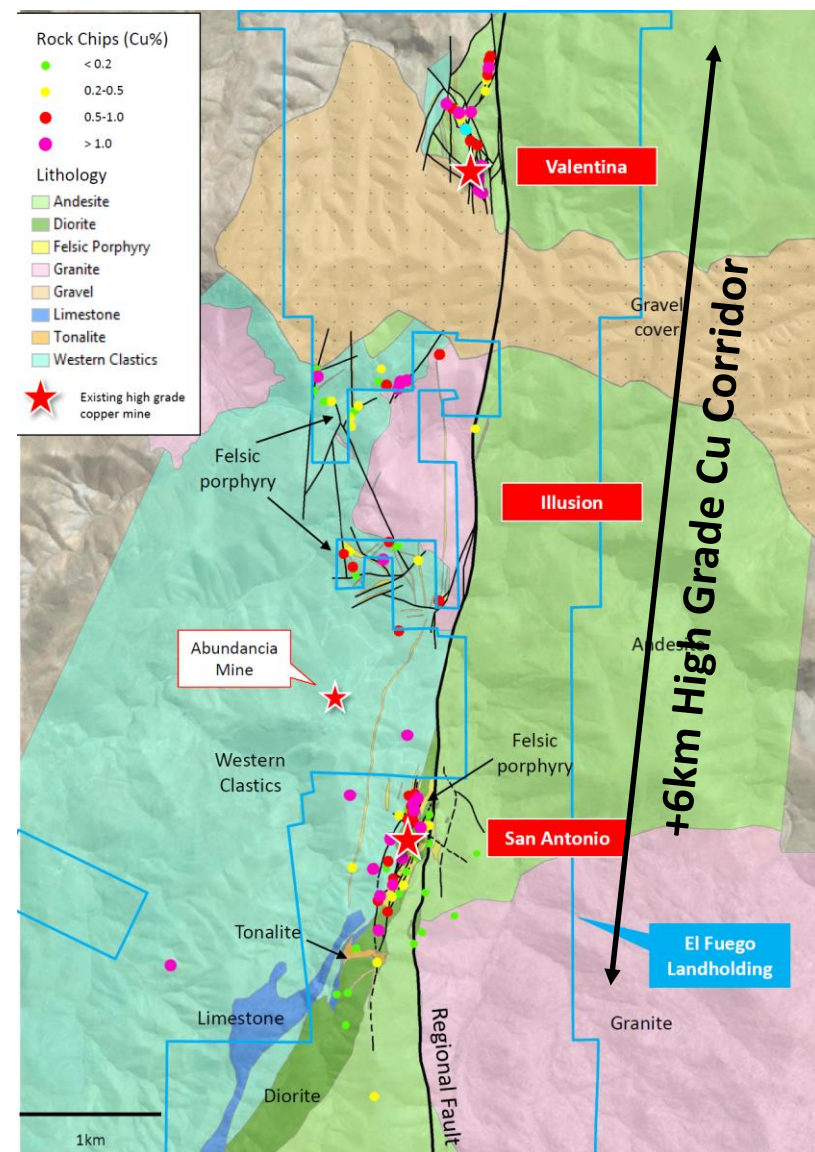 Rock Chips (Cu%)
< 0.2
0.2-0.5
0.5-1.0
> 1.0
Lithology
Andesite
Diorite
Felsic Porphyry
Granite
Gravel
Limestone
Tonalite
Western Clastics
Existing high grade
copper mine
Valentina
Gravel
cover
+6km High Grade Cu Corridor
Felsic
porphyry
Illusion
Andesite
Abundancia
Mine
Felsic
porphyry
Western
Clastics
San Antonio
Tonalite
El Fuego
Landholding
Limestone
Granite
Regional Fault
Diorite
1km